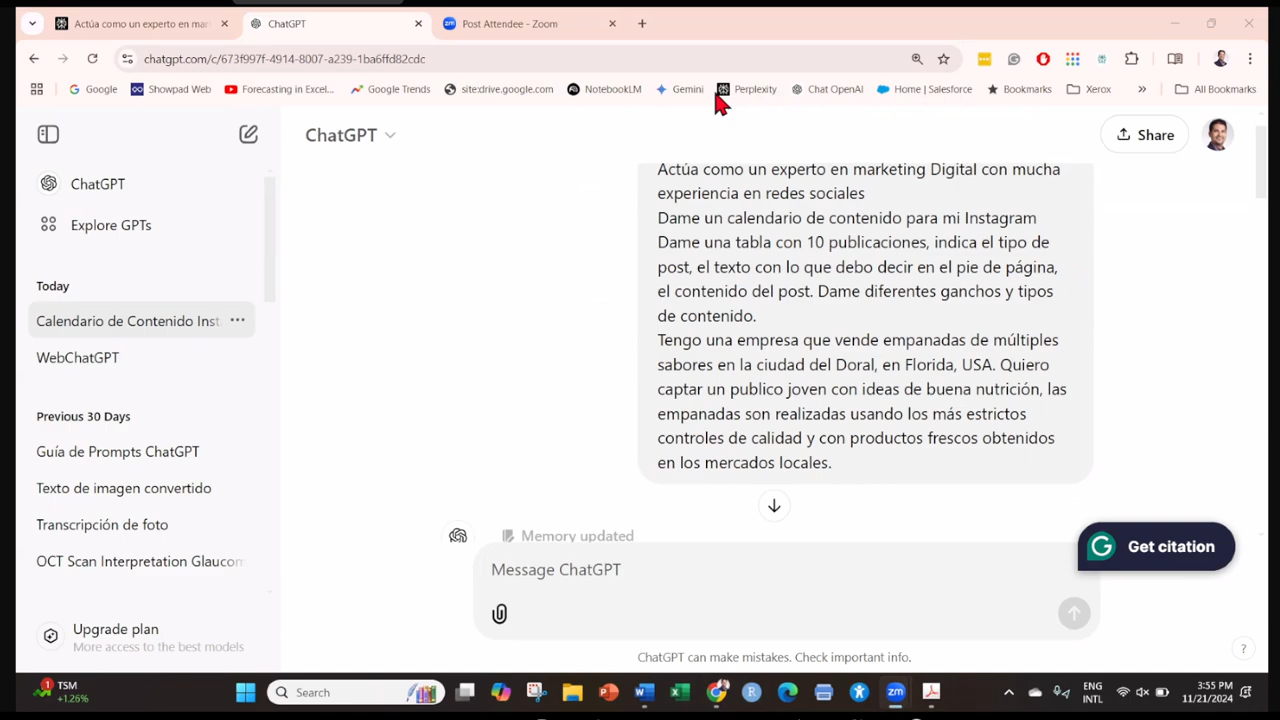 Actúa como un experto en mar
ChatGPT
Post Attendee - Zoom
chatgpt.com/c/673f997f-4914-8007-a239-1ba6ffd82cdc
Google
Showpad Web
Forecasting in Excel...
Google Trends
site:drive.google.com
NotebookLM
Gemini
Perplexity
Chat OpenAI
Home | Salesforce
Bookmarks
Xerox
All Bookmarks
ChatGPT
Share
ChatGPT
Explore GPTs
Today
Calendario de Contenido Inst
WebChatGPT
Previous 30 Days
Guía de Prompts ChatGPT
Texto de imagen convertido
Transcripción de foto
OCT Scan Interpretation Glaucom
Upgrade plan
More access to the best models
Actúa como un experto en marketing Digital con mucha
experiencia en redes sociales
Dame un calendario de contenido para mi Instagram
Dame una tabla con 10 publicaciones, indica el tipo de
post, el texto con lo que debo decir en el pie de página,
el contenido del post. Dame diferentes ganchos y tipos
de contenido.
Tengo una empresa que vende empanadas de múltiples
sabores en la ciudad del Doral, en Florida, USA. Quiero
captar un publico joven con ideas de buena nutrición, las
empanadas son realizadas usando los más estrictos
controles de calidad y con productos frescos obtenidos
en los mercados locales.
Memory updated
Get citation
Message ChatGPT
ChatGPT can make mistakes. Check important info.
?
1
TSM
+1.26%
Search
zm
ENG
INTL
3:55 PM
11/21/2024